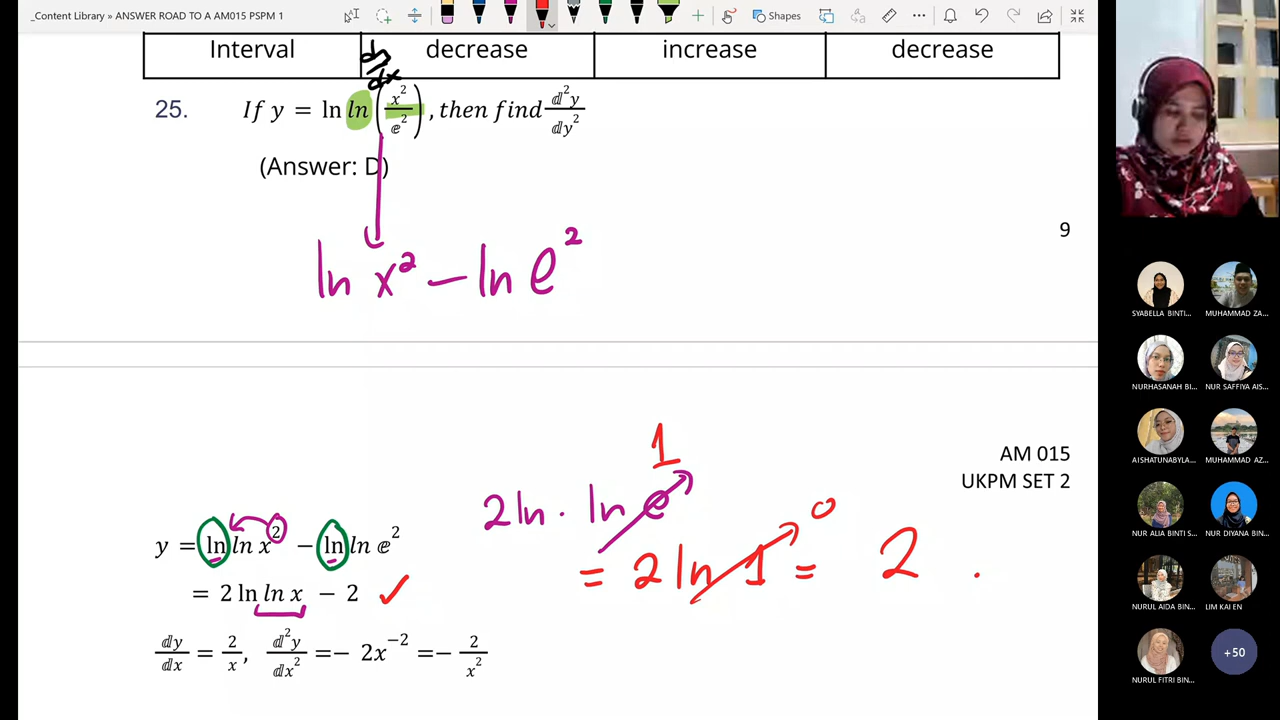 _Content Library » ANSWER ROAD TO A AM015 PSPM 1
Shapes
Interval decrease increase decrease
dy/dx
25. If y = ln ln (x²/e²), then find d²y/dy²
(Answer: D)
9
ln x² − ln e²
AM 015
UKPM SET 2
1
2ln · ln e
0
= 2 ln 1 = 2 .
y = ln ln x² − ln ln e²
= 2 ln ln x − 2 ✓
dy/dx = 2/x, d²y/dx² =− 2x⁻² =− 2/x²
SYABELLA BINTI...
MUHAMMAD ZA...
NURHASANAH BI...
NUR SAFFIYA AIS...
AISHATUNABYLA...
MUHAMMAD AZ...
NUR ALIA BINTI S...
NUR DIYANA BIN...
NURUL AIDA BIN...
LIM KAI EN
NURUL FITRI BIN...
+50